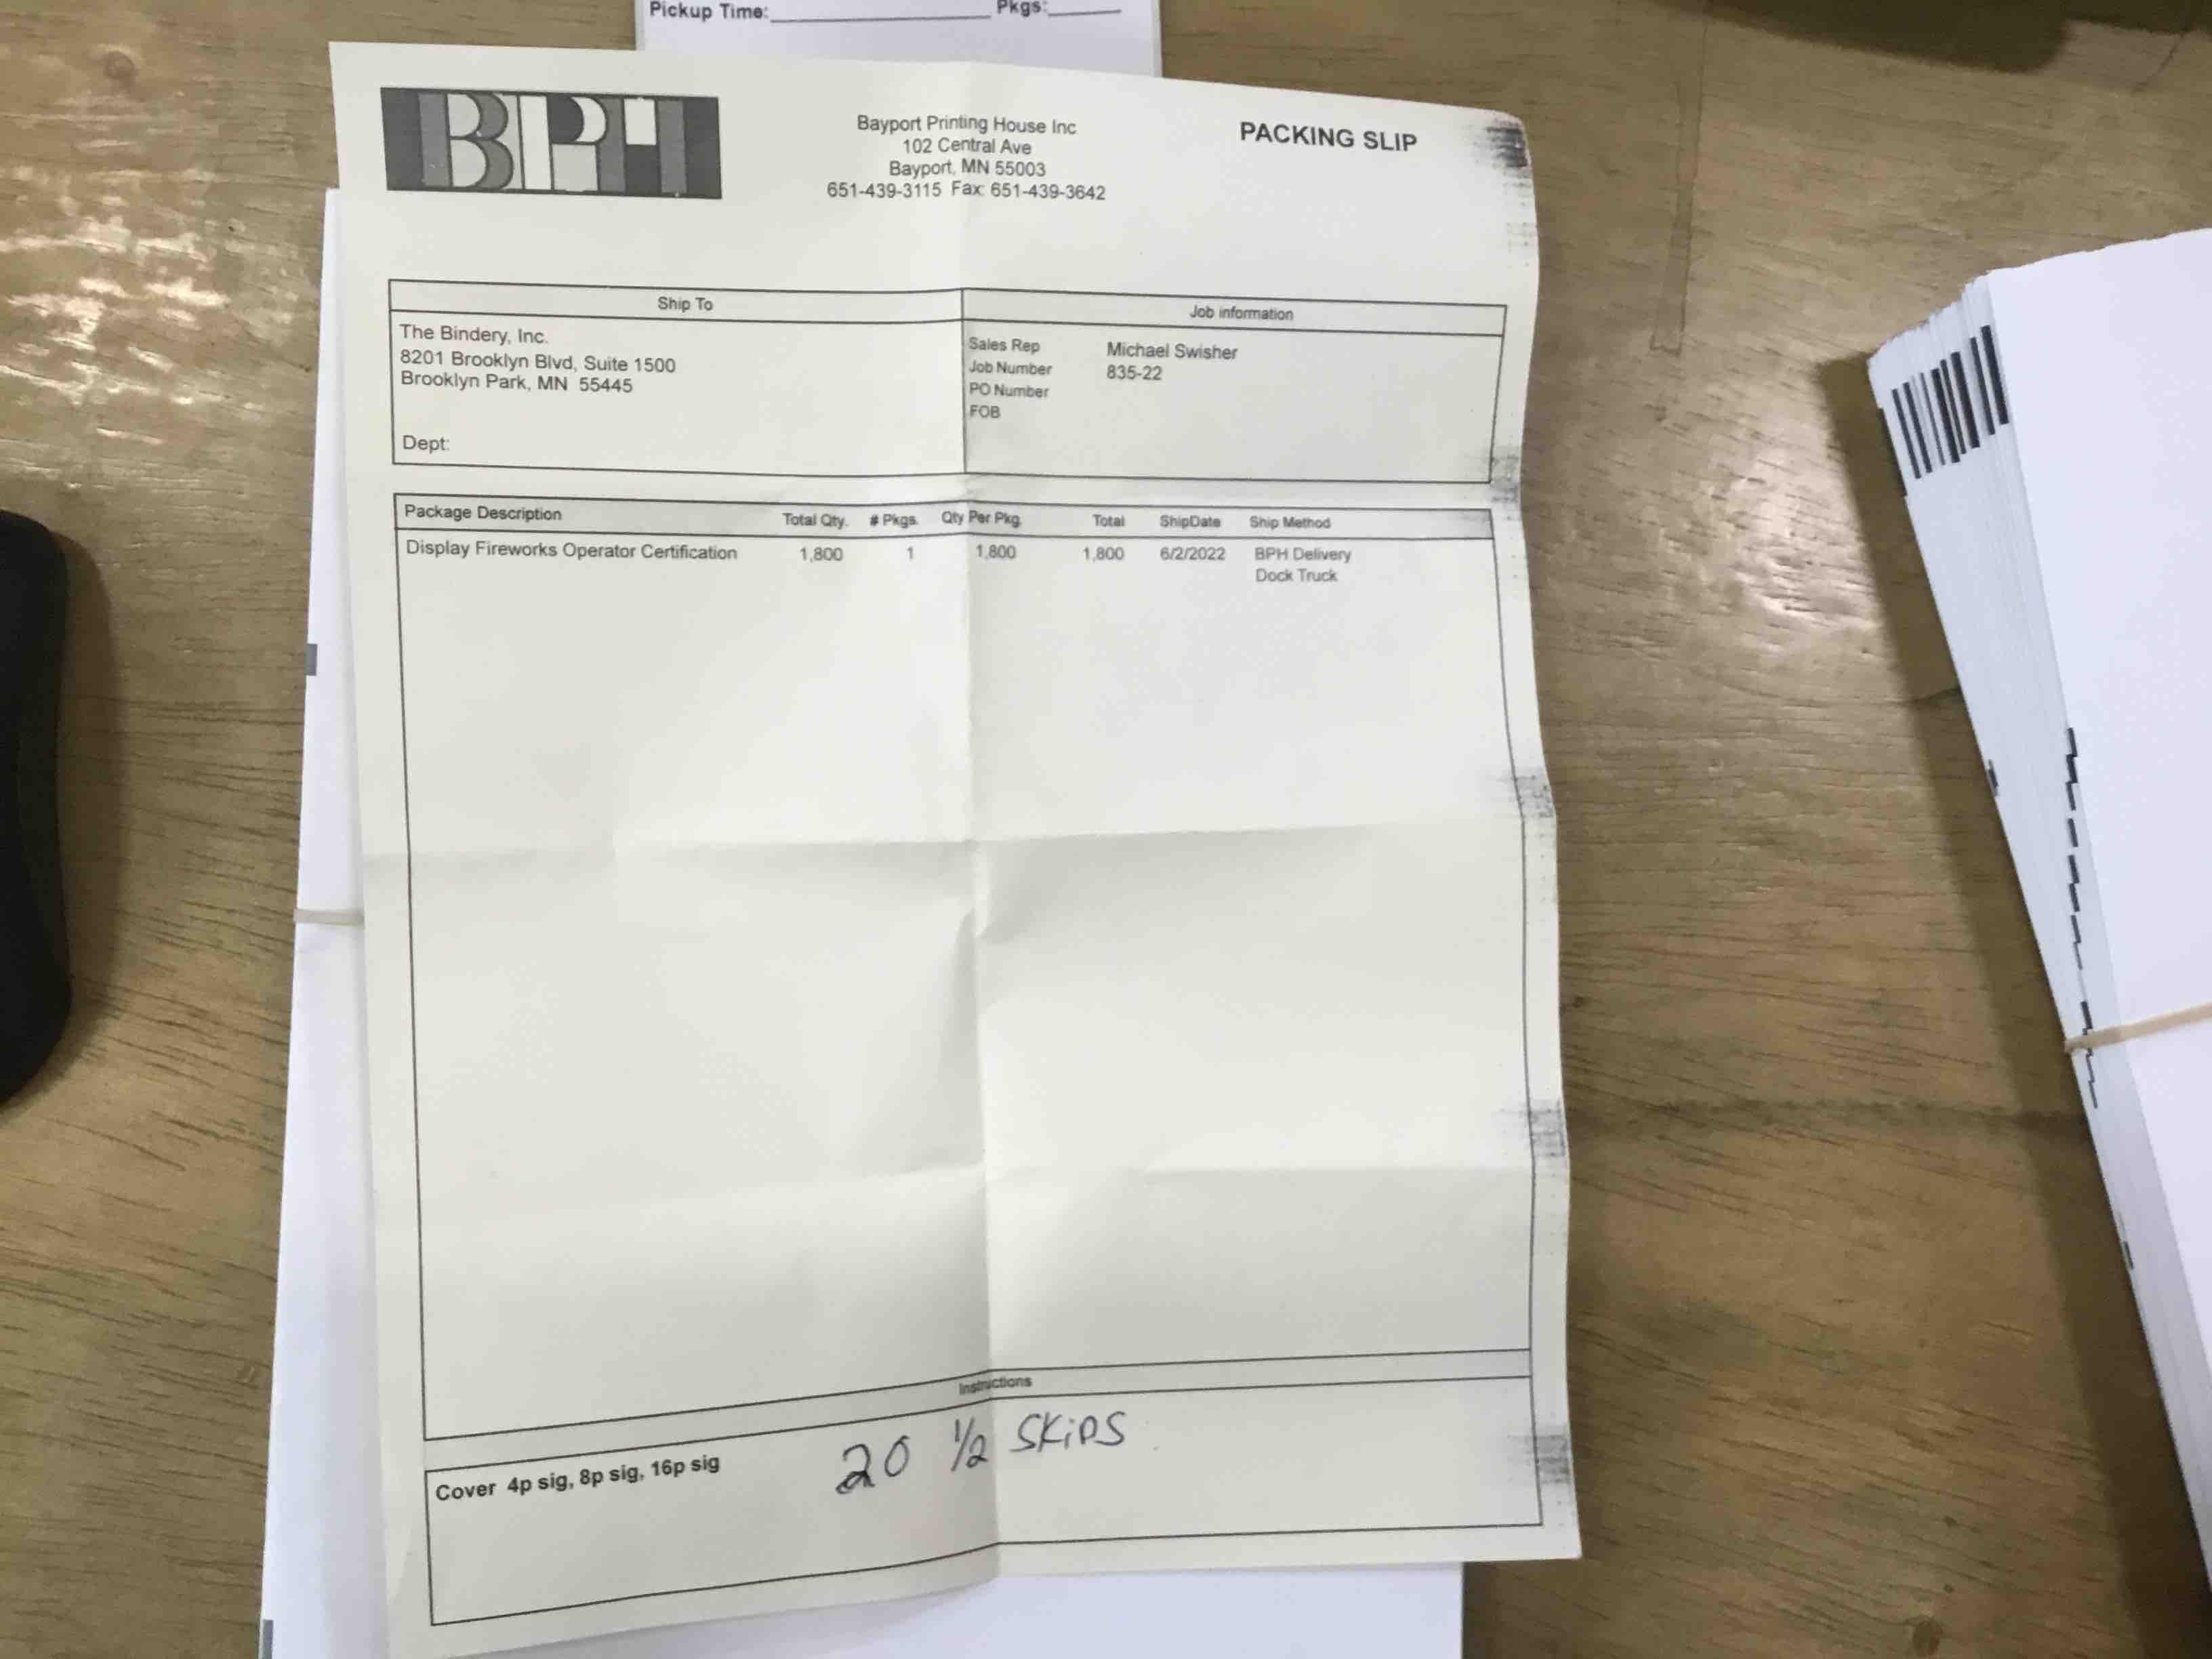 Pickup Time: Pkgs:
BPH
Bayport Printing House Inc
102 Central Ave
Bayport, MN 55003
651-439-3115 Fax: 651-439-3642
PACKING SLIP
Ship To
The Bindery, Inc.
8201 Brooklyn Blvd, Suite 1500
Brooklyn Park, MN 55445
Dept:
Job information
Sales Rep Michael Swisher
Job Number 835-22
PO Number
FOB
Package Description Total Qty. # Pkgs. Qty Per Pkg. Total ShipDate Ship Method
Display Fireworks Operator Certification 1,800 1 1,800 1,800 6/2/2022 BPH Delivery
Dock Truck
Instructions
Cover 4p sig, 8p sig, 16p sig
20 1/2 SKiDS